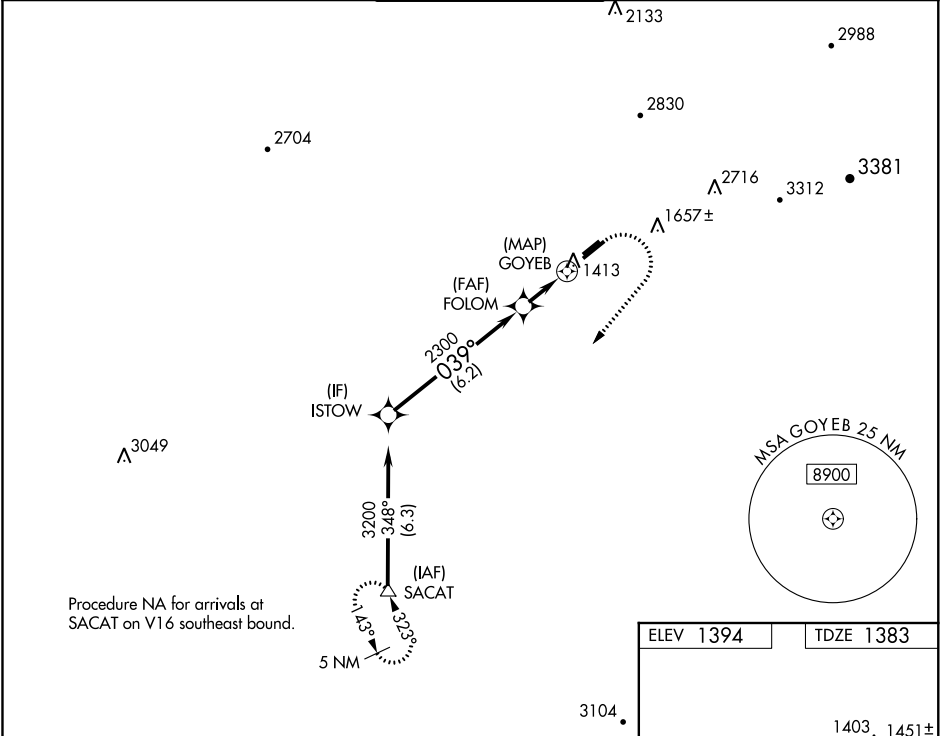 2133
2988
2830
2704
2716
3312
3381
1657±
(MAP)
GOYEB
1413
(FAF)
FOLOM
2300
039°
(6.2)
(IF)
ISTOW
3049
MSA GOYEB 25 NM
8900
3200
348°
(6.3)
(IAF)
SACAT
Procedure NA for arrivals at
SACAT on V16 southeast bound.
143°
323°
5 NM
ELEV 1394
TDZE 1383
3104
1403
1451±